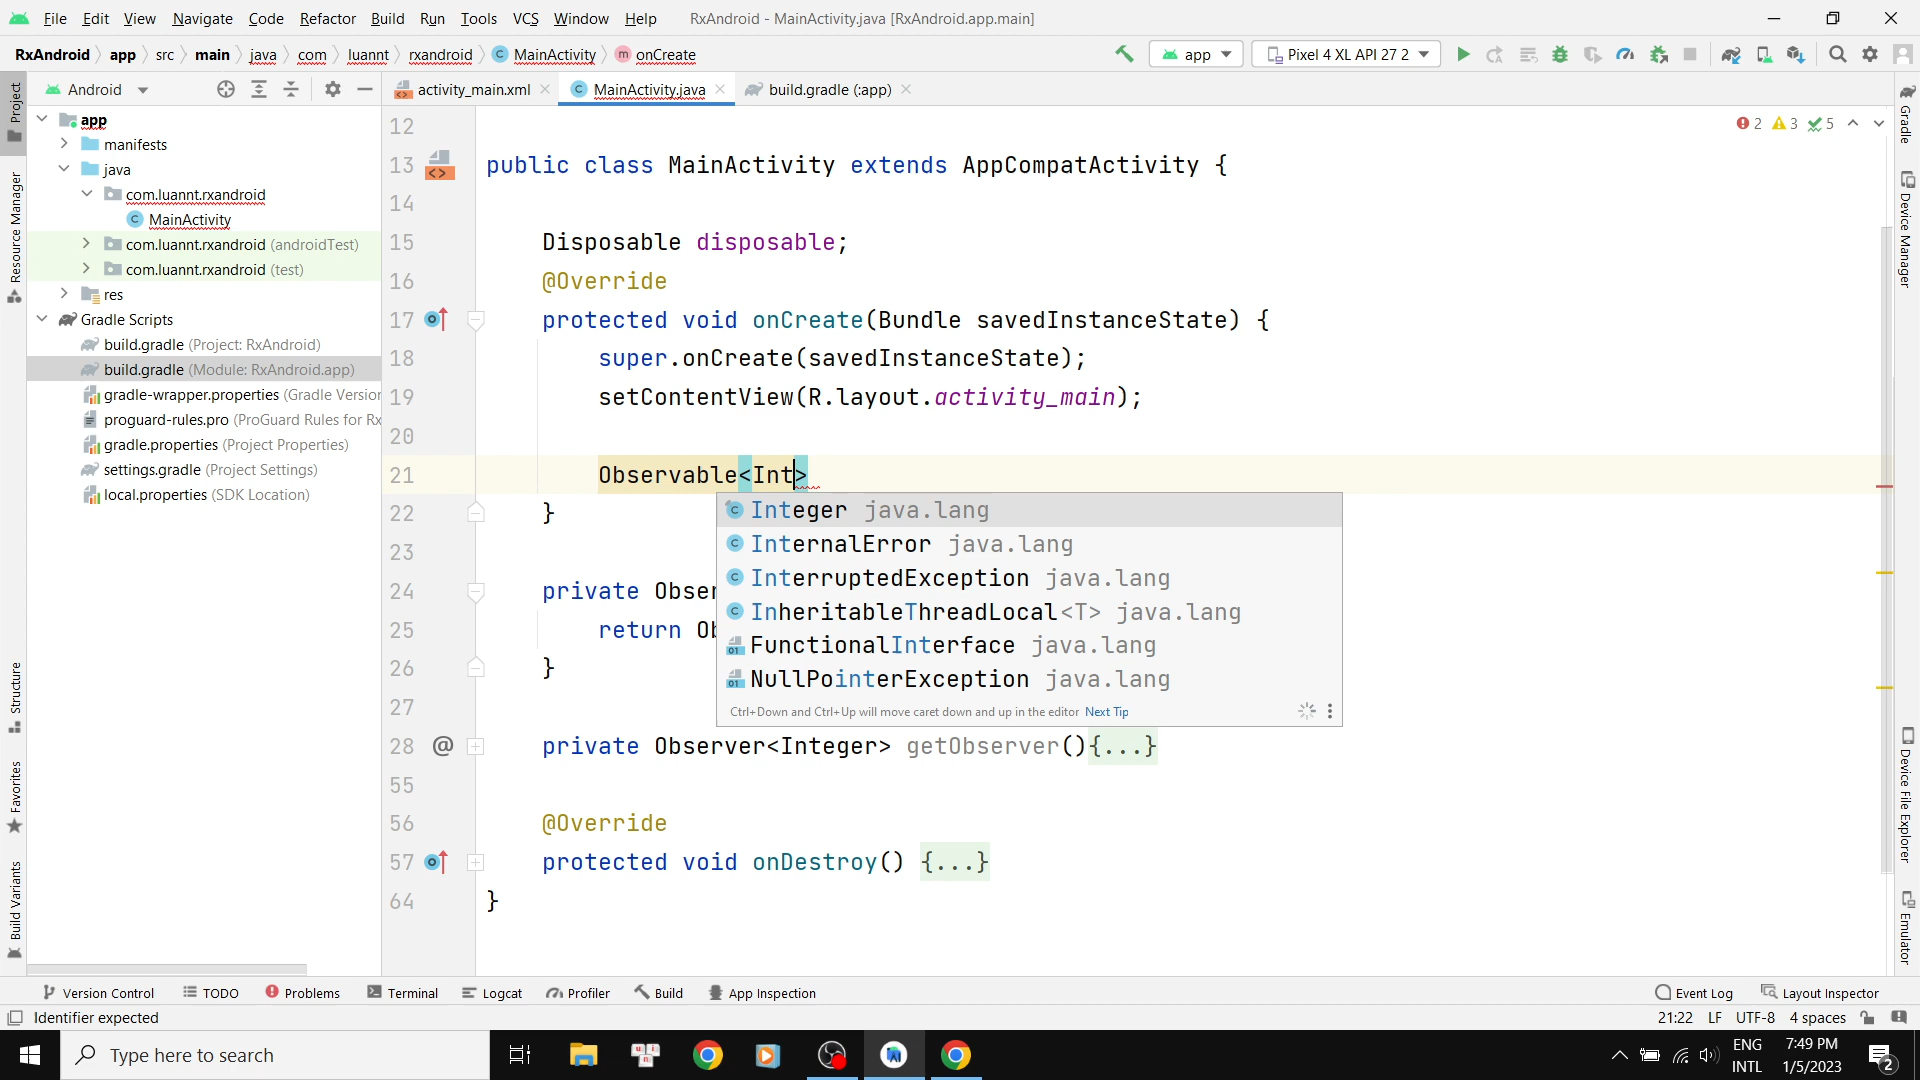 File Edit View Navigate Code Refactor Build Run Tools VCS Window Help RxAndroid - MainActivity.java [RxAndroid.app.main]
RxAndroid app src main java com luannt rxandroid MainActivity onCreate app Pixel 4 XL API 27 2
Android activity_main.xml MainActivity.java build.gradle (:app)
Project
Resource Manager
Structure
Favorites
Build Variants
app
manifests
java
com.luannt.rxandroid
MainActivity
com.luannt.rxandroid (androidTest)
com.luannt.rxandroid (test)
res
Gradle Scripts
build.gradle (Project: RxAndroid)
build.gradle (Module: RxAndroid.app)
gradle-wrapper.properties (Gradle Version
proguard-rules.pro (ProGuard Rules for Rx
gradle.properties (Project Properties)
settings.gradle (Project Settings)
local.properties (SDK Location)
2 3 5
12
13 public class MainActivity extends AppCompatActivity {
14
15 Disposable disposable;
16 @Override
17 protected void onCreate(Bundle savedInstanceState) {
18 super.onCreate(savedInstanceState);
19 setContentView(R.layout.activity_main);
20
21 Observable<Int>
22 }
23
24 private Obser
25 return Ob
26 }
27
28 @ private Observer<Integer> getObserver(){...}
55
56 @Override
57 protected void onDestroy() {...}
64 }
Integer java.lang
InternalError java.lang
InterruptedException java.lang
InheritableThreadLocal<T> java.lang
FunctionalInterface java.lang
NullPointerException java.lang
Ctrl+Down and Ctrl+Up will move caret down and up in the editor Next Tip
Gradle
Device Manager
Device File Explorer
Emulator
Version Control TODO Problems Terminal Logcat Profiler Build App Inspection Event Log Layout Inspector
Identifier expected 21:22 LF UTF-8 4 spaces
Type here to search
ENG
INTL
7:49 PM
1/5/2023
2